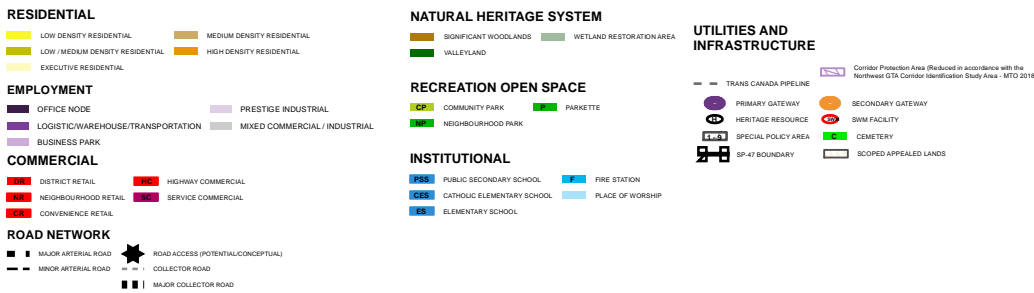 RESIDENTIAL
LOW DENSITY RESIDENTIAL
MEDIUM DENSITY RESIDENTIAL
LOW / MEDIUM DENSITY RESIDENTIAL
HIGH DENSITY RESIDENTIAL
EXECUTIVE RESIDENTIAL
EMPLOYMENT
OFFICE NODE
PRESTIGE INDUSTRIAL
LOGISTIC/WAREHOUSE/TRANSPORTATION
MIXED COMMERCIAL / INDUSTRIAL
BUSINESS PARK
COMMERCIAL
DR DISTRICT RETAIL
HC HIGHWAY COMMERCIAL
NR NEIGHBOURHOOD RETAIL
SC SERVICE COMMERCIAL
CR CONVENIENCE RETAIL
ROAD NETWORK
MAJOR ARTERIAL ROAD
ROAD ACCESS (POTENTIAL/CONCEPTUAL)
MINOR ARTERIAL ROAD
COLLECTOR ROAD
MAJOR COLLECTOR ROAD
NATURAL HERITAGE SYSTEM
SIGNIFICANT WOODLANDS
WETLAND RESTORATION AREA
VALLEYLAND
RECREATION OPEN SPACE
CP COMMUNITY PARK
P PARKETTE
NP NEIGHBOURHOOD PARK
INSTITUTIONAL
PSS PUBLIC SECONDARY SCHOOL
F FIRE STATION
CES CATHOLIC ELEMENTARY SCHOOL
PLACE OF WORSHIP
ES ELEMENTARY SCHOOL
UTILITIES AND
INFRASTRUCTURE
Corridor Protection Area (Reduced in accordance with the
Northwest GTA Corridor Identification Study Area - MTO 2018
TRANS CANADA PIPELINE
PRIMARY GATEWAY
SECONDARY GATEWAY
H HERITAGE RESOURCE
SWM SWM FACILITY
1 - 9 SPECIAL POLICY AREA
C CEMETERY
SP-47 BOUNDARY
SCOPED APPEALED LANDS